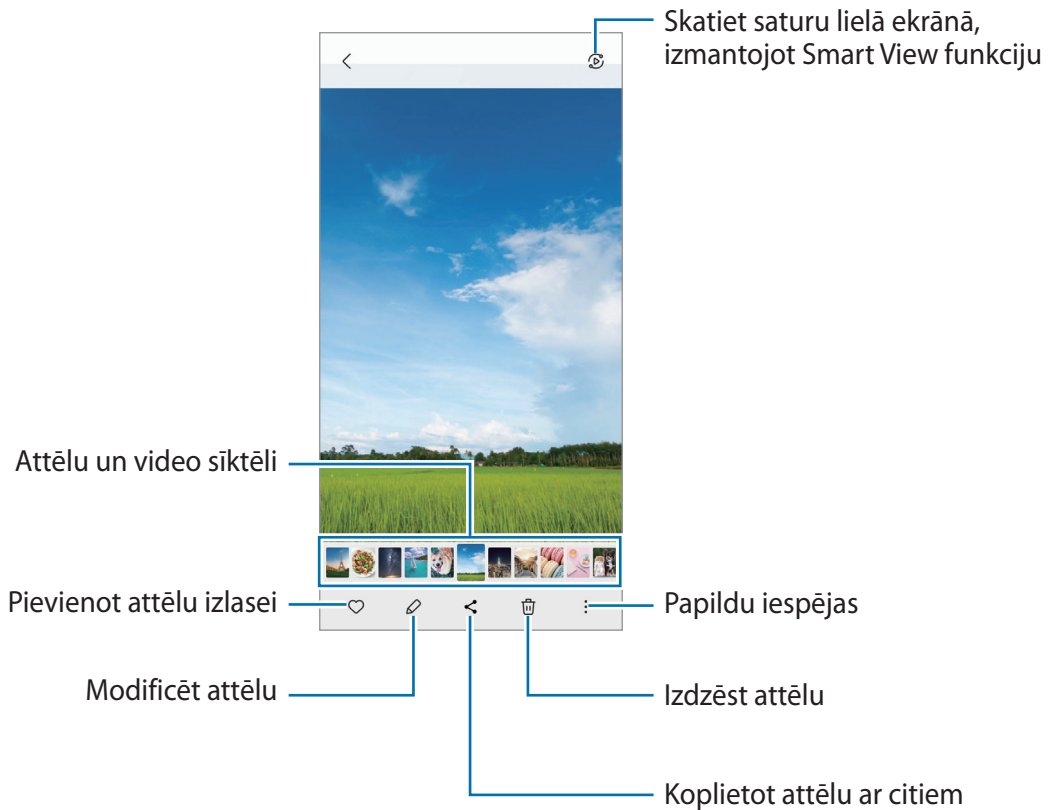 Skatiet saturu lielā ekrānā,
izmantojot Smart View funkciju
Attēlu un video sīktēli
Pievienot attēlu izlasei
Papildu iespējas
Modificēt attēlu
Izdzēst attēlu
Koplietot attēlu ar citiem